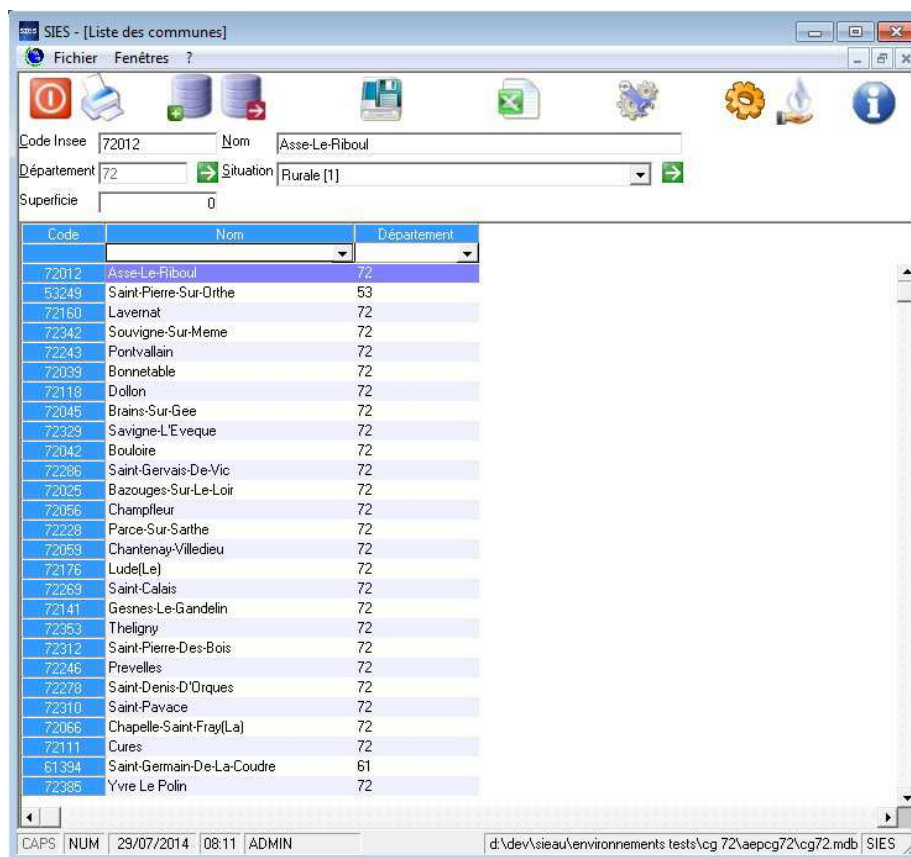 SIES - [Liste des communes]
Fichier Fenêtres ?
Code Insee 72012 Nom Asse-Le-Riboul
Département 72 Situation Rurale [1]
Superficie 0
Code Nom Département
72012 Asse-Le-Riboul 72
53249 Saint-Pierre-Sur-Orthe 53
72160 Lavernat 72
72342 Souvigne-Sur-Meme 72
72243 Pontvallain 72
72039 Bonnetable 72
72118 Dollon 72
72045 Brains-Sur-Gee 72
72329 Savigne-L'Eveque 72
72042 Bouloire 72
72286 Saint-Gervais-De-Vic 72
72025 Bazouges-Sur-Le-Loir 72
72056 Champfleur 72
72228 Parce-Sur-Sarthe 72
72059 Chantenay-Villedieu 72
72176 Lude(Le) 72
72269 Saint-Calais 72
72141 Gesnes-Le-Gandelin 72
72353 Theligny 72
72312 Saint-Pierre-Des-Bois 72
72246 Prevelles 72
72278 Saint-Denis-D'Orques 72
72310 Saint-Pavace 72
72066 Chapelle-Saint-Fray(La) 72
72111 Cures 72
61394 Saint-Germain-De-La-Coudre 61
72385 Yvre Le Polin 72
CAPS NUM 29/07/2014 08:11 ADMIN d:\dev\sieau\environnements tests\cg 72\aepcg72\cg72.mdb SIES